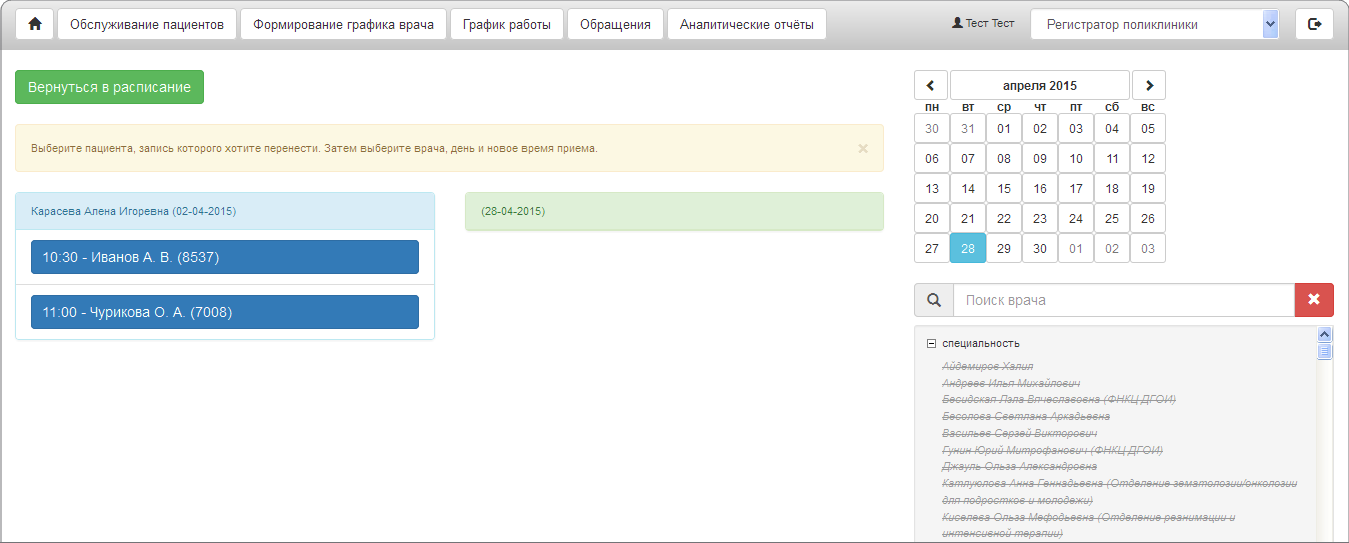 Обслуживание пациентов
Формирование графика врача
График работы
Обращения
Аналитические отчёты
Тест Тест
Регистратор поликлиники
Вернуться в расписание
Выберите пациента, запись которого хотите перенести. Затем выберите врача, день и новое время приема.
×
Карасева Алена Игоревна (02-04-2015)
10:30 - Иванов А. В. (8537)
11:00 - Чурикова О. А. (7008)
(28-04-2015)
апреля 2015
пн вт ср чт пт сб вс
30 31 01 02 03 04 05
06 07 08 09 10 11 12
13 14 15 16 17 18 19
20 21 22 23 24 25 26
27 28 29 30 01 02 03
Поиск врача
специальность
Айдемиров Халил
Андреев Илья Михайлович
Бесидская Лэла Вячеславовна (ФНКЦ ДГОИ)
Бесолова Светлана Аркадьевна
Васильев Сергей Викторович
Гунин Юрий Митрофанович (ФНКЦ ДГОИ)
Джауль Ольга Александровна
Катлуюлова Анна Геннадьевна (Отделение гематологии/онкологии
для подростков и молодежи)
Киселева Ольга Мефодьевна (Отделение реанимации и
интенсивной терапии)